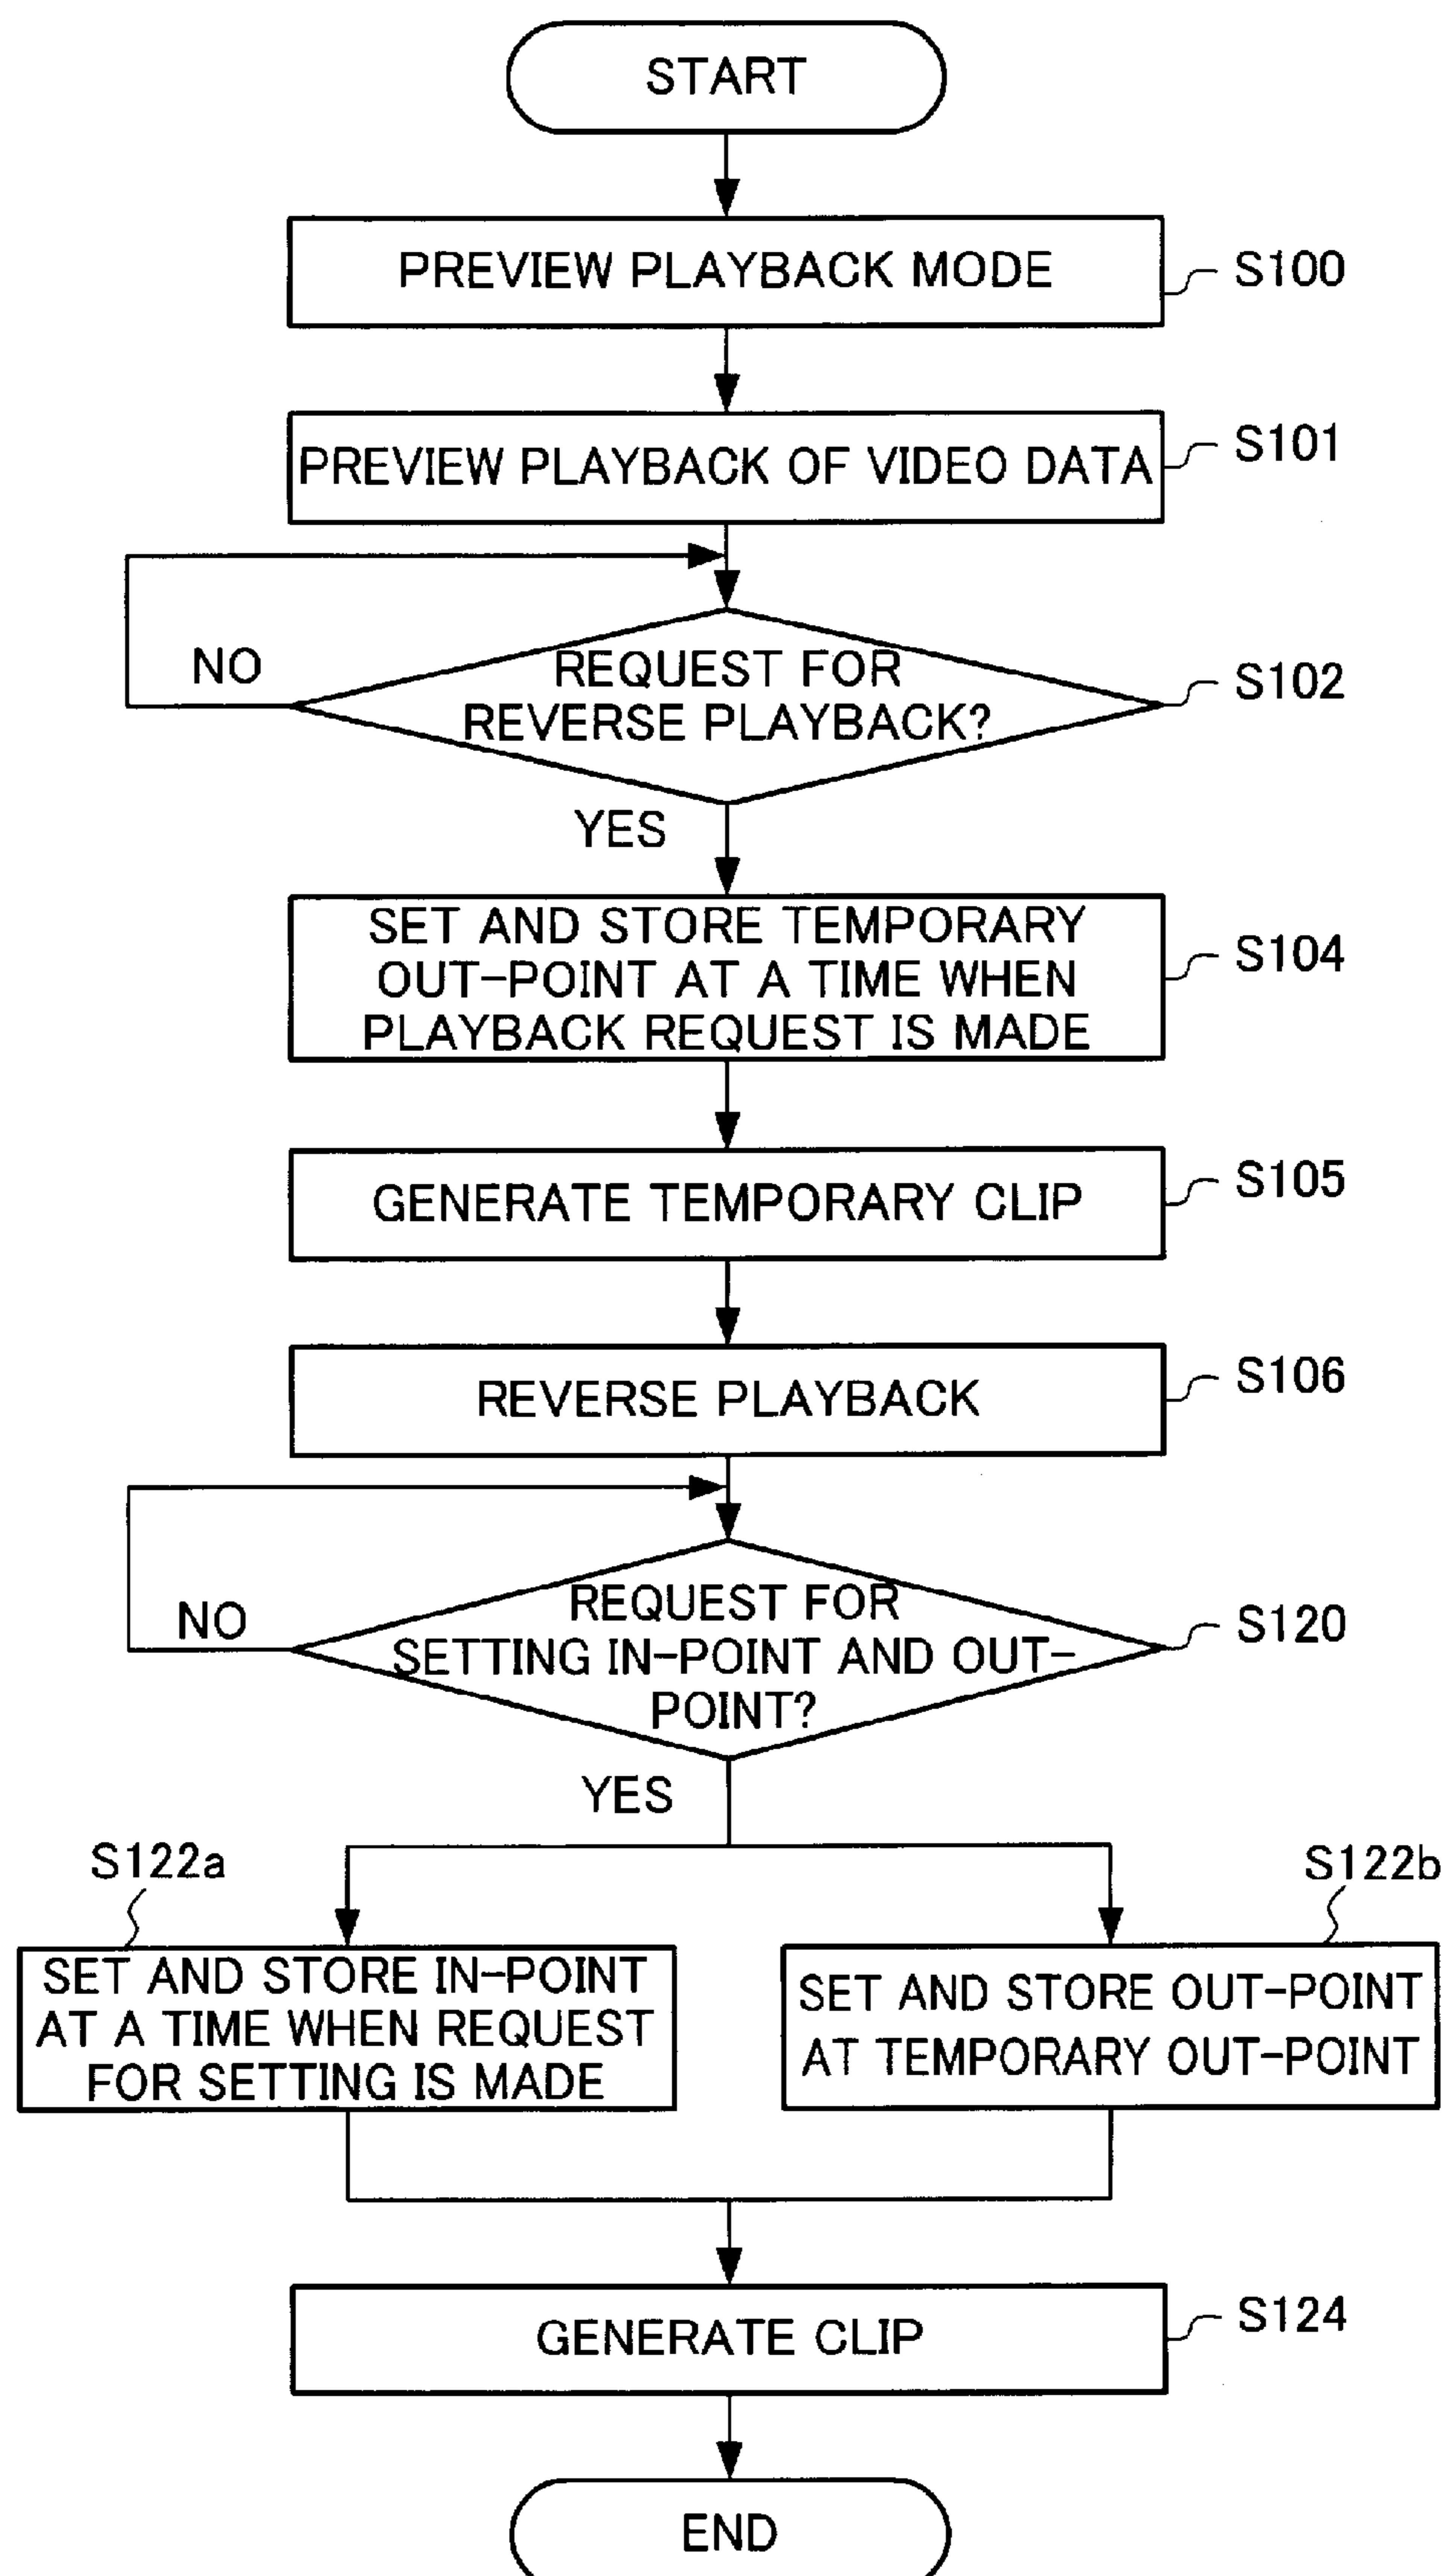 START
PREVIEW PLAYBACK MODE
S100
PREVIEW PLAYBACK OF VIDEO DATA
S101
NO
REQUEST FOR
REVERSE PLAYBACK?
S102
YES
SET AND STORE TEMPORARY
OUT-POINT AT A TIME WHEN
PLAYBACK REQUEST IS MADE
S104
GENERATE TEMPORARY CLIP
S105
REVERSE PLAYBACK
S106
NO
REQUEST FOR
SETTING IN-POINT AND OUT-
POINT?
S120
YES
S122a
S122b
SET AND STORE IN-POINT
AT A TIME WHEN REQUEST
FOR SETTING IS MADE
SET AND STORE OUT-POINT
AT TEMPORARY OUT-POINT
GENERATE CLIP
S124
END